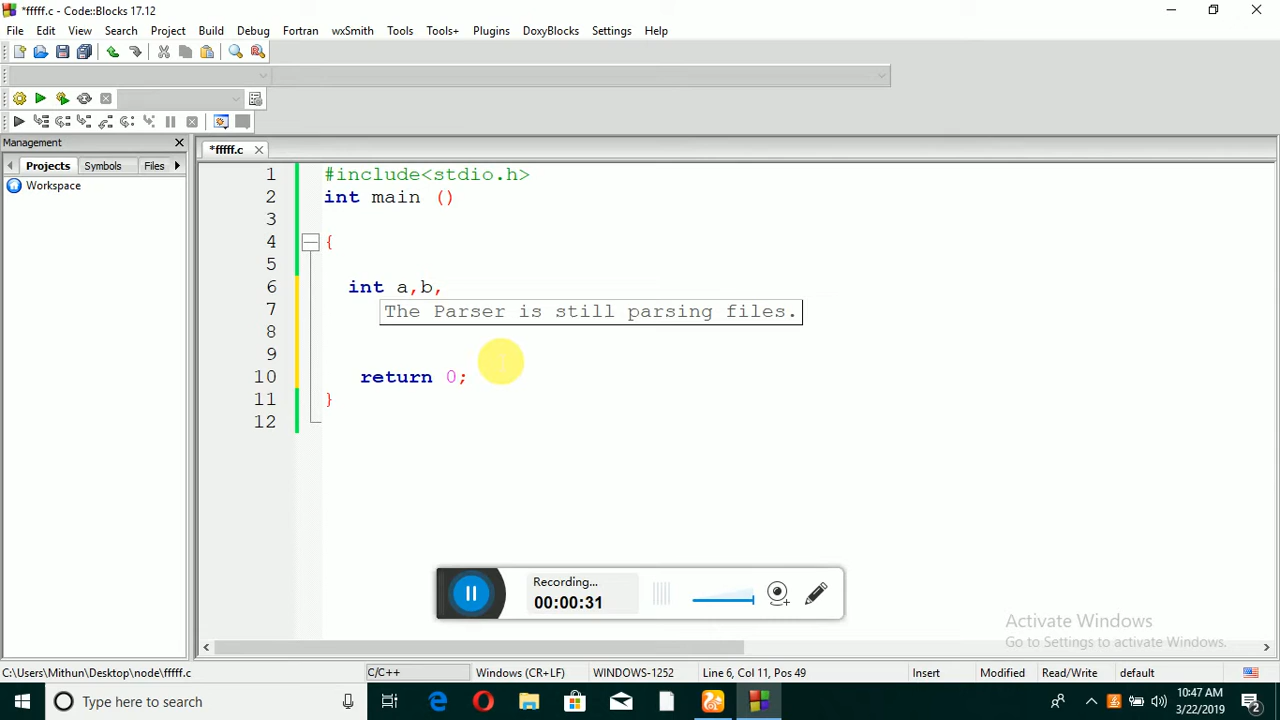 *fffff.c - Code::Blocks 17.12
File Edit View Search Project Build Debug Fortran wxSmith Tools Tools+ Plugins DoxyBlocks Settings Help
Management
*fffff.c
Projects Symbols Files
Workspace
1 #include<stdio.h>
2 int main ()
3
4 {
5
6 int a,b,
7 The Parser is still parsing files.
8
9
10 return 0;
11 }
12
Recording...
00:00:31
Activate Windows
Go to Settings to activate Windows.
C:\Users\Mithun\Desktop\node\fffff.c C/C++ Windows (CR+LF) WINDOWS-1252 Line 6, Col 11, Pos 49 Insert Modified Read/Write default
Type here to search
10:47 AM
3/22/2019
2